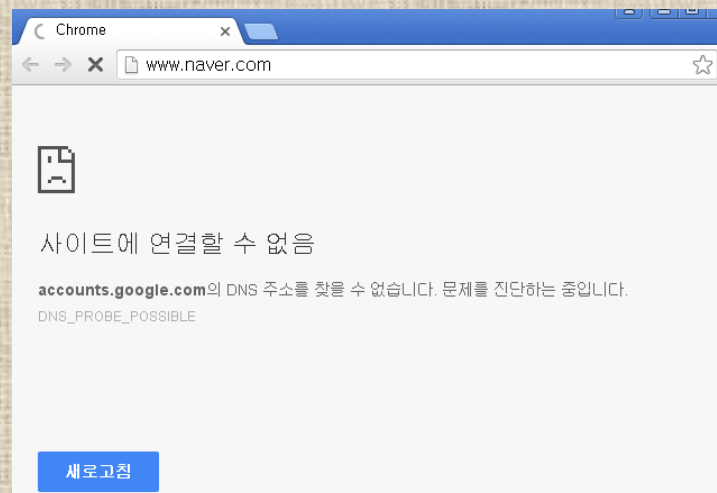 Chrome
www.naver.com
사이트에 연결할 수 없음
accounts.google.com의 DNS 주소를 찾을 수 없습니다. 문제를 진단하는 중입니다.
DNS_PROBE_POSSIBLE
새로고침